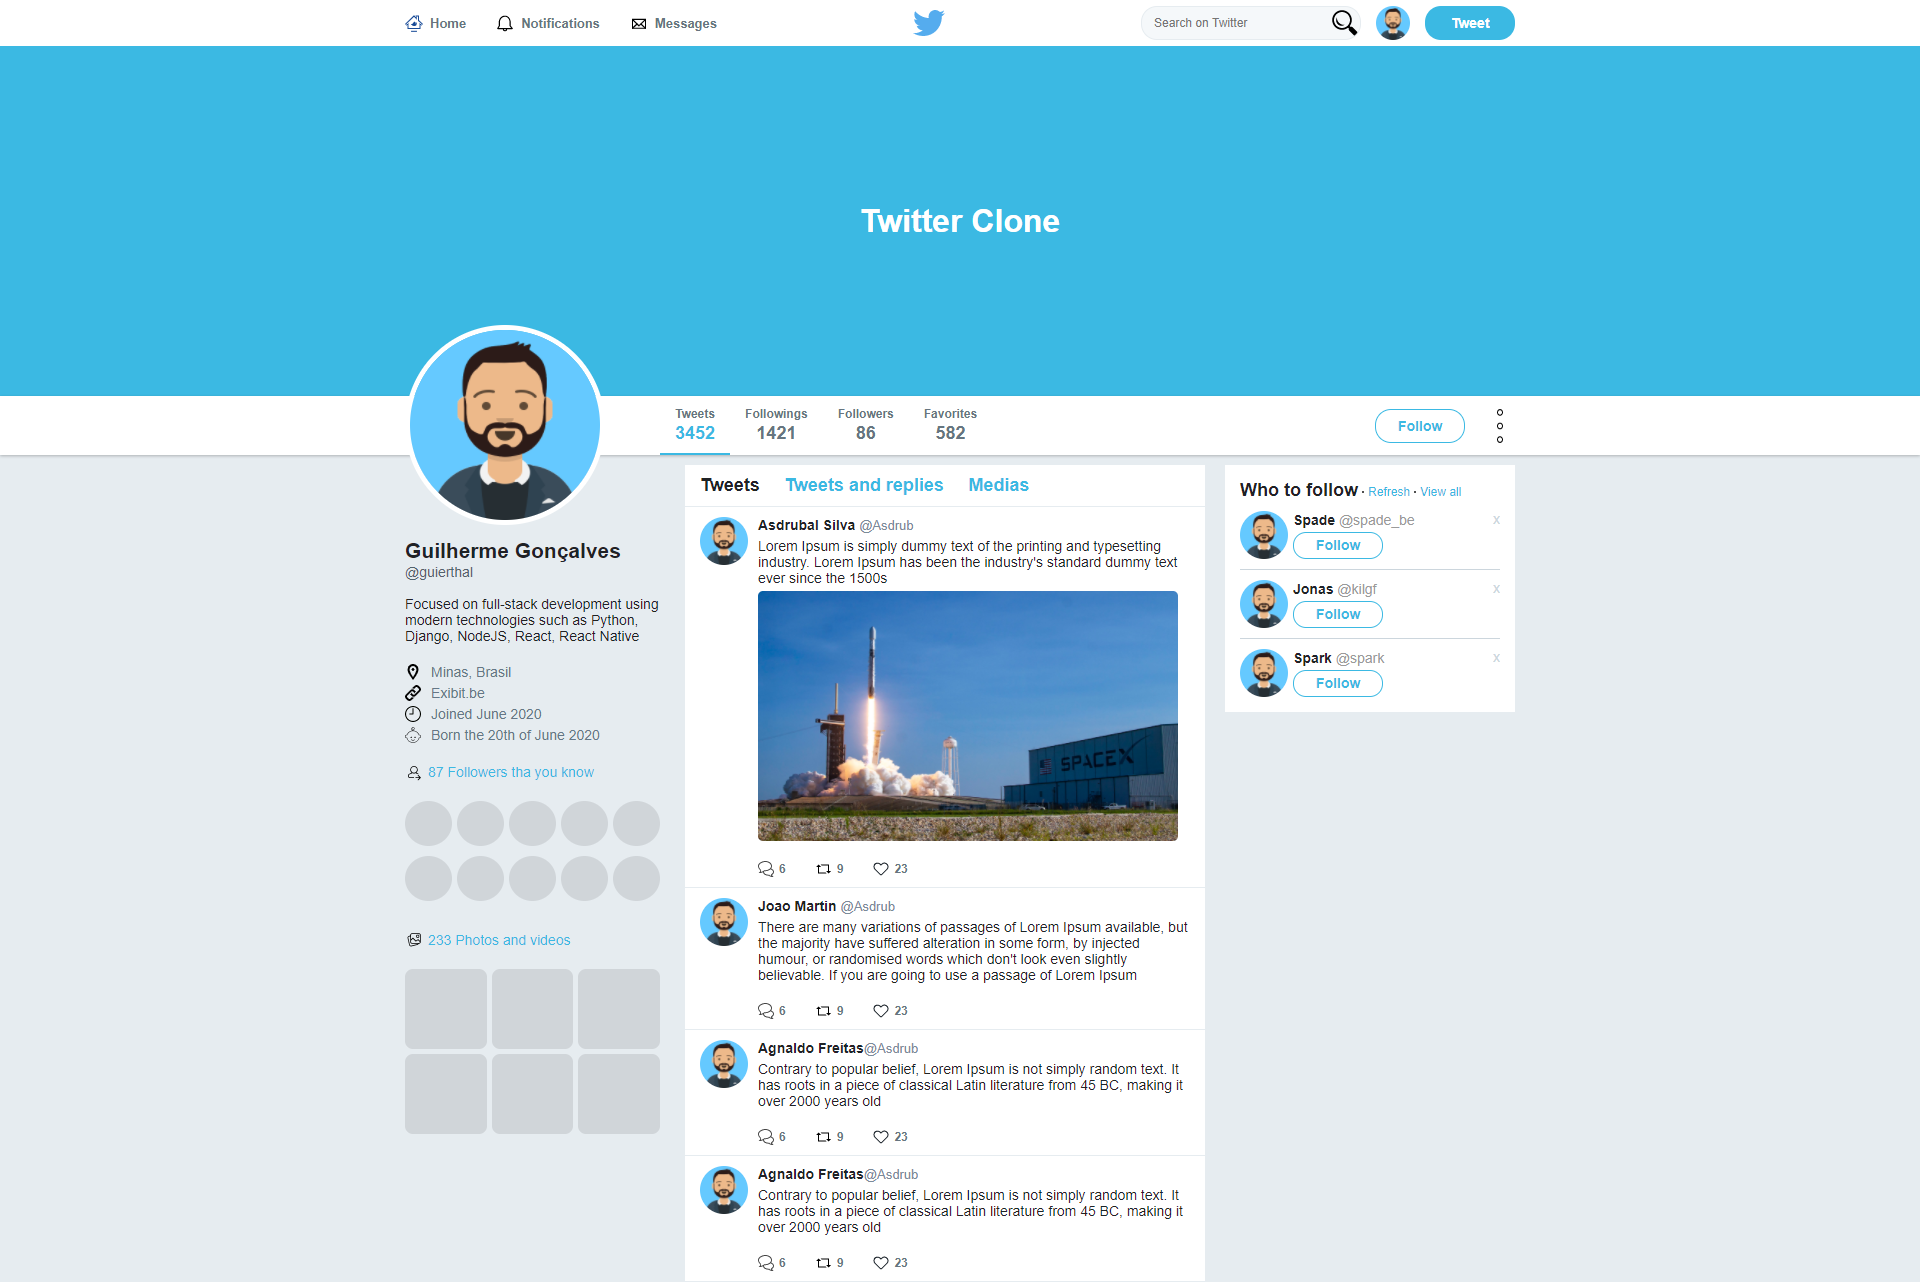 Home Notifications Messages Search on Twitter Tweet
Twitter Clone
Tweets Followings Followers Favorites
3452 1421 86 582
Follow
Guilherme Gonçalves
@guierthal
Focused on full-stack development using
modern technologies such as Python,
Django, NodeJS, React, React Native
Minas, Brasil
Exibit.be
Joined June 2020
Born the 20th of June 2020
87 Followers tha you know
233 Photos and videos
Tweets Tweets and replies Medias
Asdrubal Silva @Asdrub
Lorem Ipsum is simply dummy text of the printing and typesetting
industry. Lorem Ipsum has been the industry's standard dummy text
ever since the 1500s
SPACEX
6 9 23
Joao Martin @Asdrub
There are many variations of passages of Lorem Ipsum available, but
the majority have suffered alteration in some form, by injected
humour, or randomised words which don't look even slightly
believable. If you are going to use a passage of Lorem Ipsum
6 9 23
Agnaldo Freitas@Asdrub
Contrary to popular belief, Lorem Ipsum is not simply random text. It
has roots in a piece of classical Latin literature from 45 BC, making it
over 2000 years old
6 9 23
Agnaldo Freitas@Asdrub
Contrary to popular belief, Lorem Ipsum is not simply random text. It
has roots in a piece of classical Latin literature from 45 BC, making it
over 2000 years old
6 9 23
Who to follow · Refresh · View all
Spade @spade_be x
Follow
Jonas @kilgf x
Follow
Spark @spark x
Follow